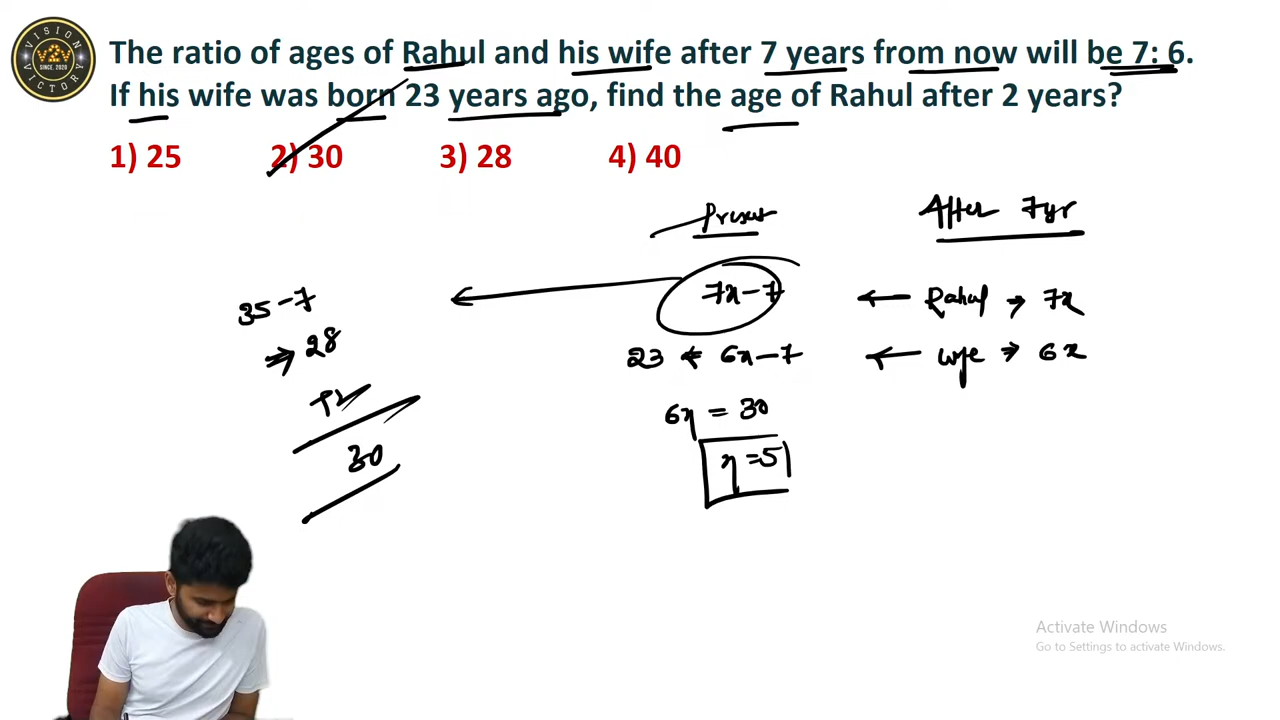 VISION
SINCE. 2020
VICTORY
The ratio of ages of Rahul and his wife after 7 years from now will be 7: 6.
If his wife was born 23 years ago, find the age of Rahul after 2 years?
1) 25 2) 30 3) 28 4) 40
Present After 7yr
35-7 7x-7 ← Rahul → 7x
⇒ 28 23 ← 6x-7 ← wife ⇒ 6x
+2 6x = 30
30 x=5
Activate Windows
Go to Settings to activate Windows.